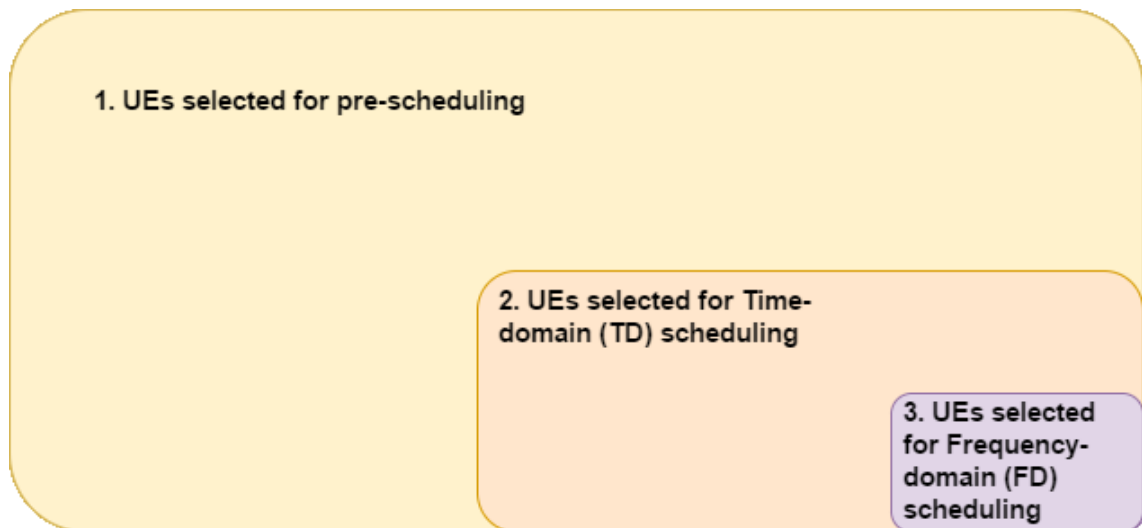 1. UEs selected for pre-scheduling
2. UEs selected for Time-
domain (TD) scheduling
3. UEs selected
for Frequency-
domain (FD)
scheduling